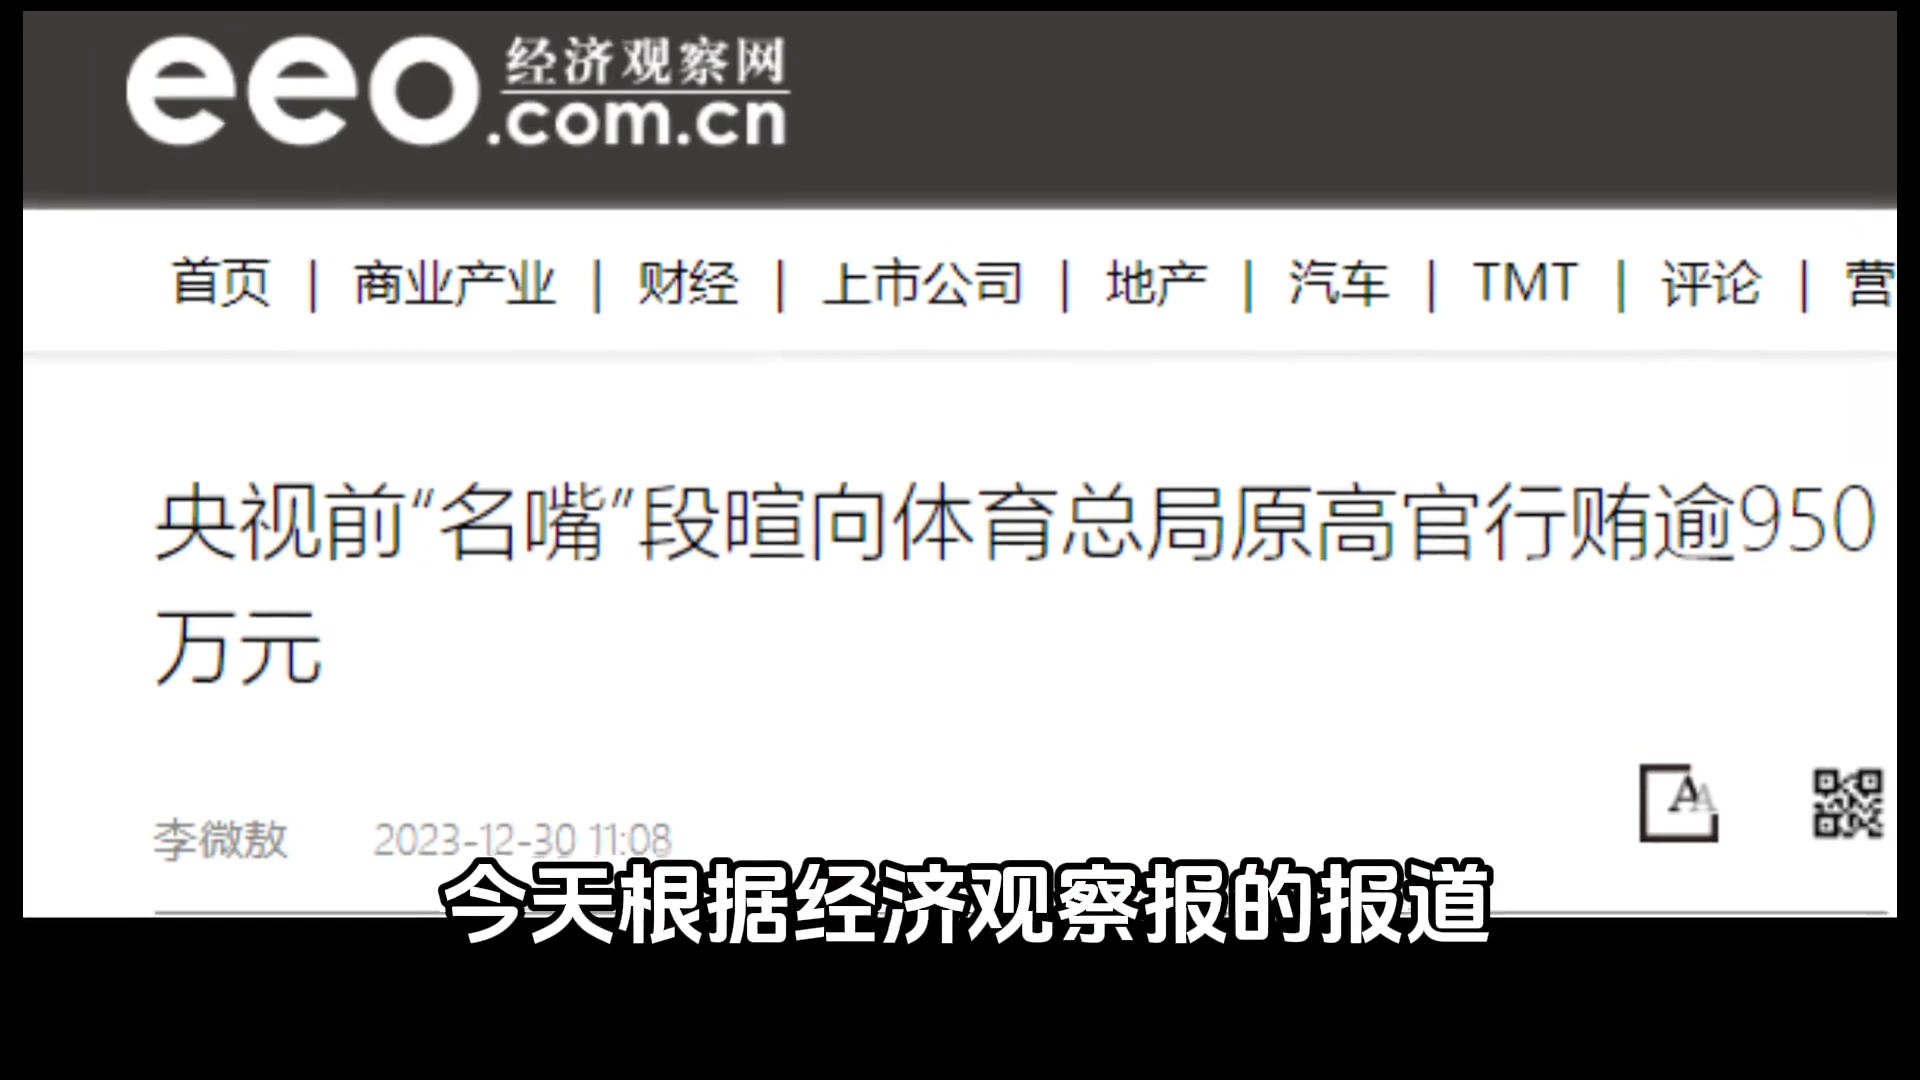 eeo 经济观察网
.com.cn
首页 | 商业产业 | 财经 | 上市公司 | 地产 | 汽车 | TMT | 评论 | 营
央视前“名嘴”段暄向体育总局原高官行贿逾950
万元
李微敖 2023-12-30 11:08
今天根据经济观察报的报道